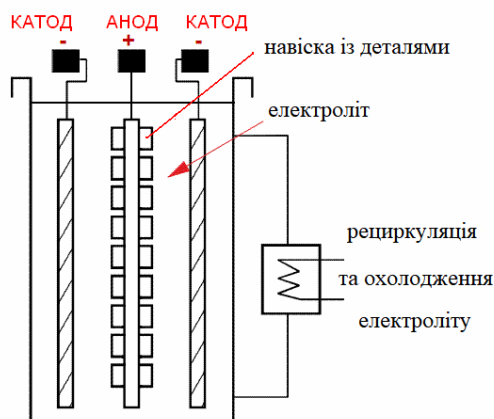 КАТОД АНОД КАТОД
- + -
навіска із деталями
електроліт
рециркуляція
та охолодження
електроліту